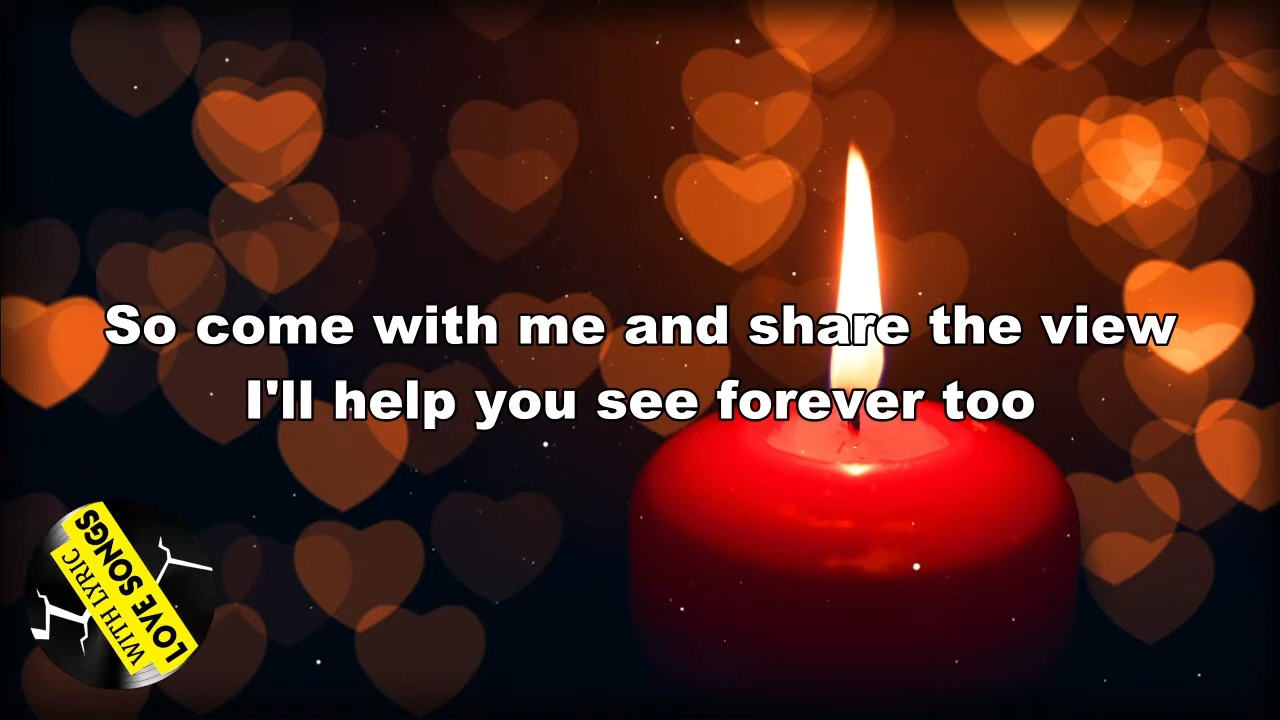 So come with me and share the view
I'll help you see forever too
LOVE SONGS
WITH LYRIC